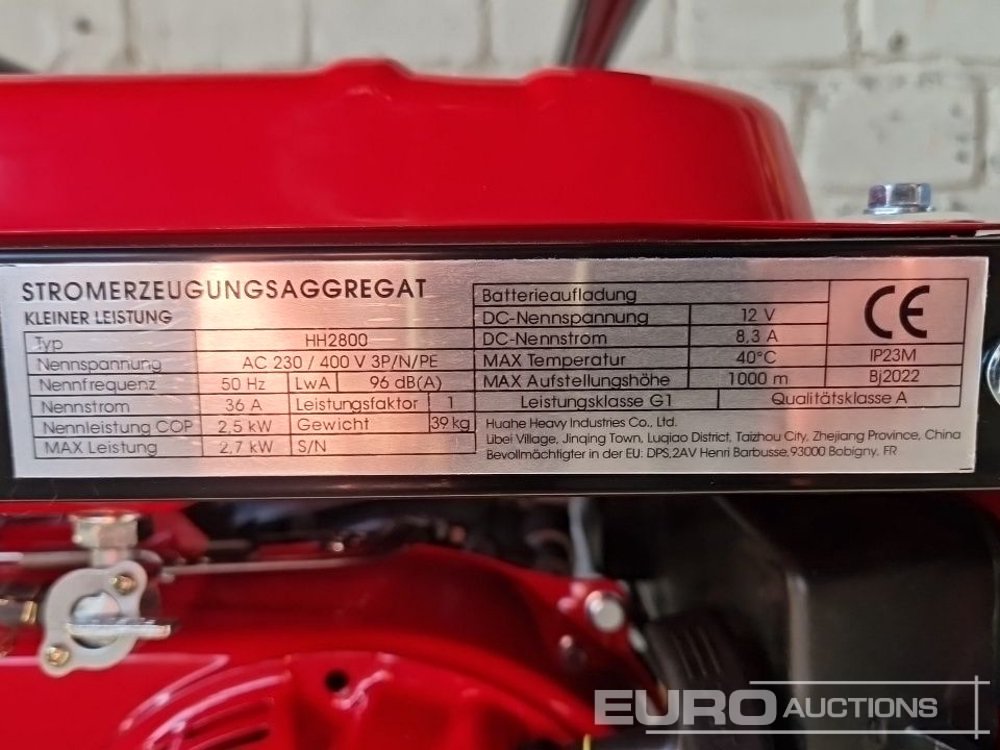 STROMERZEUGUNGSAGGREGAT
KLEINER LEISTUNG
Typ HH2800
Nennspannung AC 230 / 400 V 3P/N/PE
Nennfrequenz 50 Hz LwA 96 dB(A)
Nennstrom 36 A Leistungsfaktor 1
Nennleistung COP 2,5 kW Gewicht 39 kg
MAX Leistung 2,7 kW S/N
Batterieaufladung
DC-Nennspannung 12 V
DC-Nennstrom 8,3 A
MAX Temperatur 40°C IP23M
MAX Aufstellungshöhe 1000 m Bj2022
Leistungsklasse G1 Qualitätsklasse A
CE
Huahe Heavy Industries Co., Ltd.
Libei Village, Jinqing Town, Luqiao District, Taizhou City, Zhejiang Province, China
Bevollmächtigter in der EU: DPS,2AV Henri Barbusse,93000 Bobigny, FR
EURO AUCTIONS